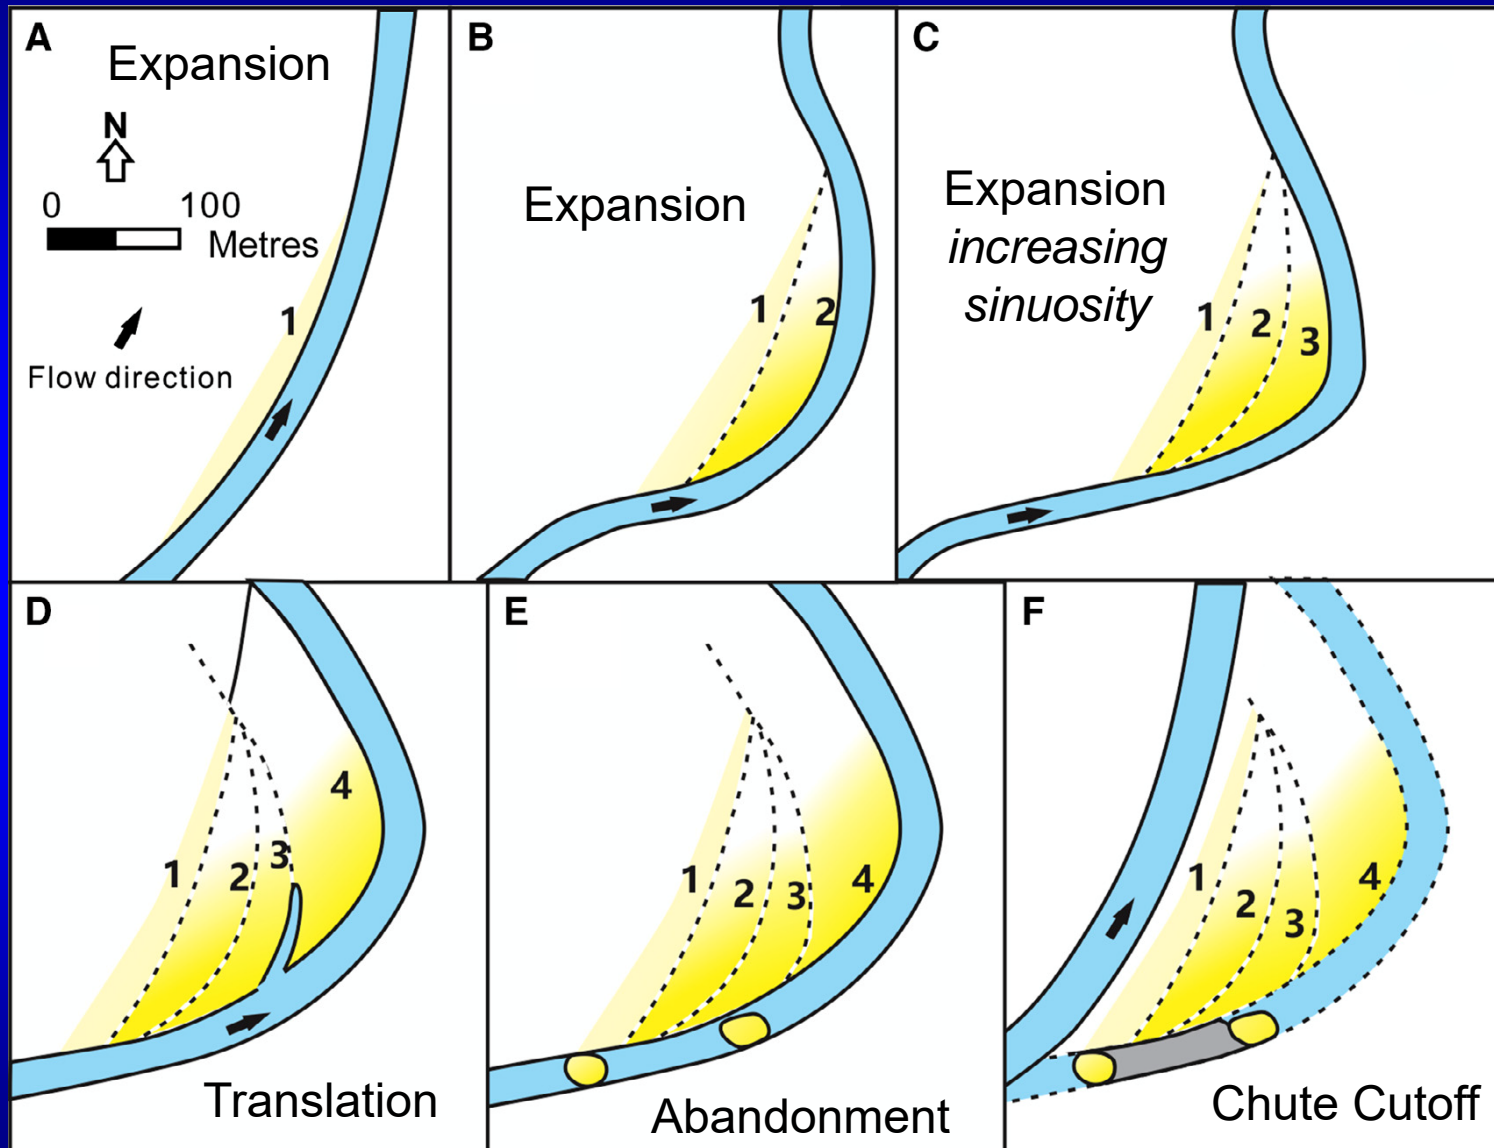 A
Expansion
N
0 100
Metres
Flow direction
1
B
Expansion
1
2
C
Expansion
increasing
sinuosity
1
2
3
D
1
2
3
4
Translation
E
1
2
3
4
Abandonment
F
1
2
3
4
Chute Cutoff